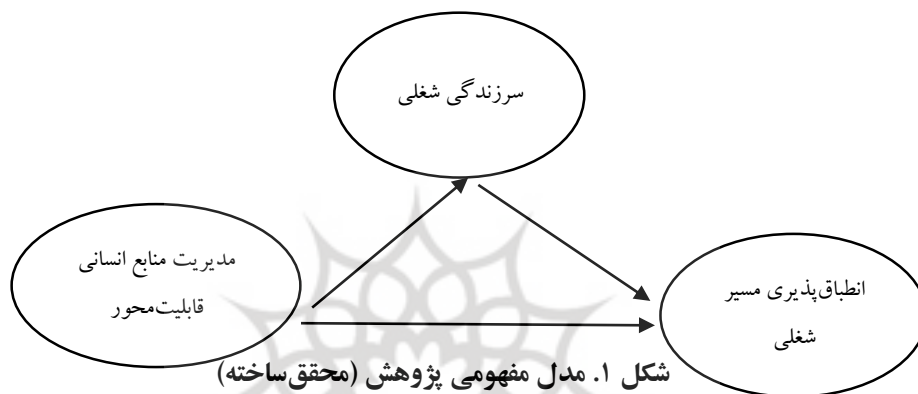 سرزندگی شغلی
مدیریت منابع انسانی
قابلیت‌محور
انطباق‌پذیری مسیر
شغلی
شکل ۱. مدل مفهومی پژوهش (محقق‌ساخته)